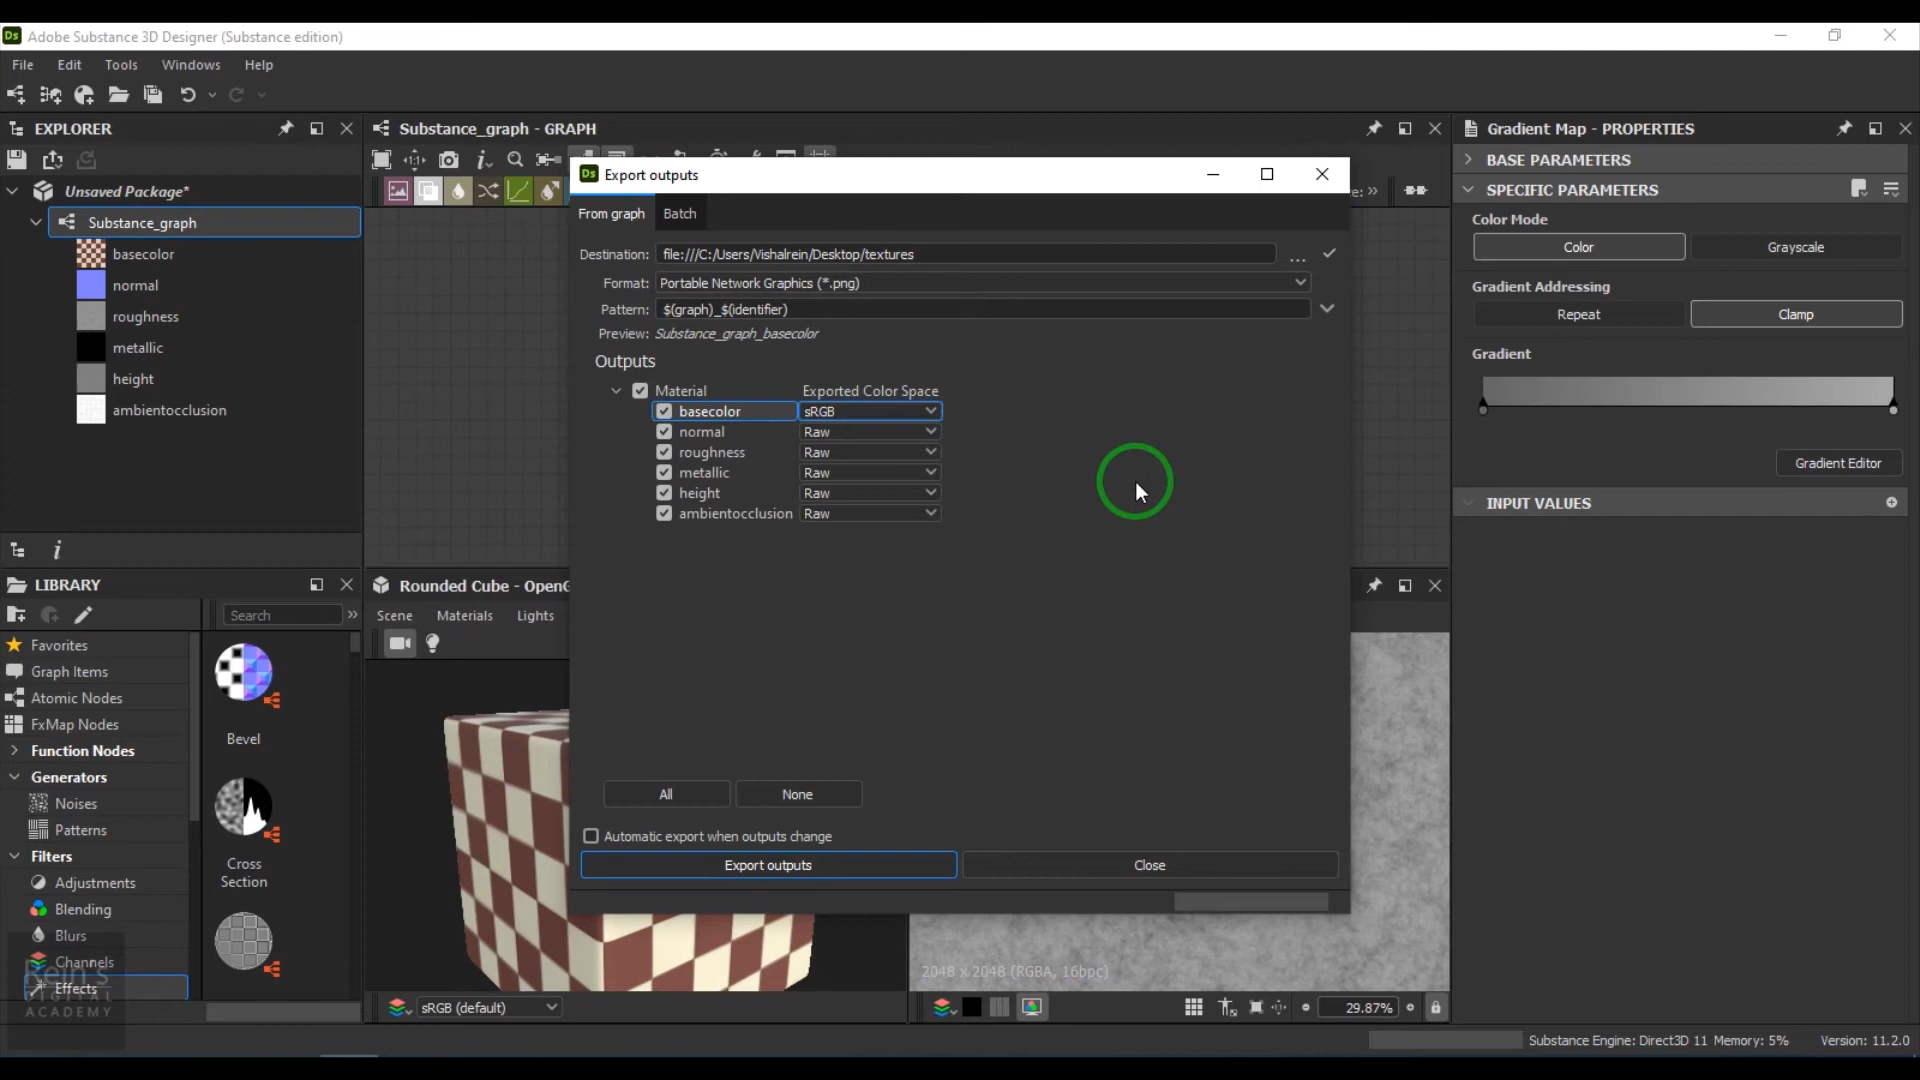 Adobe Substance 3D Designer (Substance edition)
File Edit Tools Windows Help
EXPLORER
Unsaved Package*
Substance_graph
basecolor
normal
roughness
metallic
height
ambientocclusion
LIBRARY
Search
Favorites
Graph Items
Atomic Nodes
FxMap Nodes
Function Nodes
Generators
Noises
Patterns
Filters
Adjustments
Blending
Blurs
Channels
Effects
Bevel
Cross
Section
Rein's
DIGITAL
ACADEMY
Substance_graph - GRAPH
Export outputs
From graph Batch
Destination: file:///C:/Users/Vishalrein/Desktop/textures ...
Format: Portable Network Graphics (*.png)
Pattern: $(graph)_$(identifier)
Preview: Substance_graph_basecolor
Outputs
Material Exported Color Space
basecolor sRGB
normal Raw
roughness Raw
metallic Raw
height Raw
ambientocclusion Raw
All None
Automatic export when outputs change
Export outputs Close
Rounded Cube - OpenG
Scene Materials Lights
sRGB (default)
2048 x 2048 (RGBA, 16bpc)
29.87%
Gradient Map - PROPERTIES
BASE PARAMETERS
SPECIFIC PARAMETERS
Color Mode
Color Grayscale
Gradient Addressing
Repeat Clamp
Gradient
Gradient Editor
INPUT VALUES
Substance Engine: Direct3D 11 Memory: 5% Version: 11.2.0